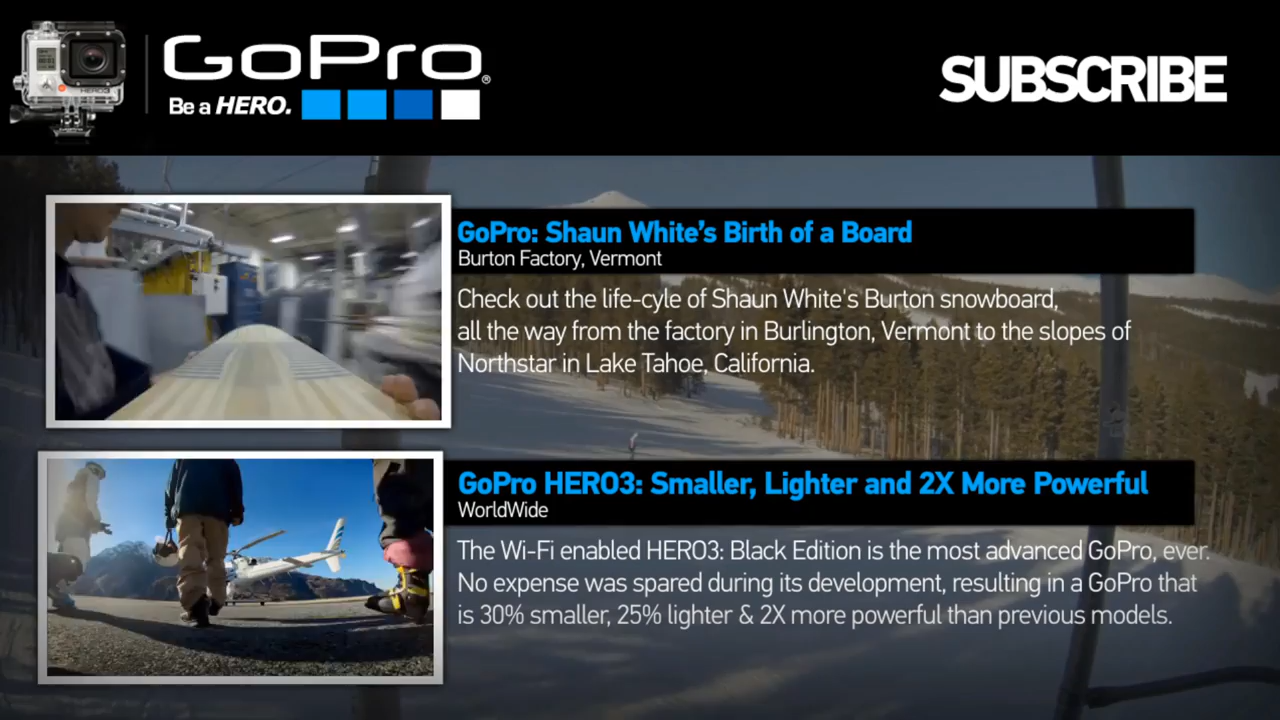 GoPro®
Be a HERO.
SUBSCRIBE
GoPro: Shaun White's Birth of a Board
Burton Factory, Vermont
Check out the life-cyle of Shaun White's Burton snowboard,
all the way from the factory in Burlington, Vermont to the slopes of
Northstar in Lake Tahoe, California.
GoPro HERO3: Smaller, Lighter and 2X More Powerful
WorldWide
The Wi-Fi enabled HERO3: Black Edition is the most advanced GoPro, ever.
No expense was spared during its development, resulting in a GoPro that
is 30% smaller, 25% lighter & 2X more powerful than previous models.